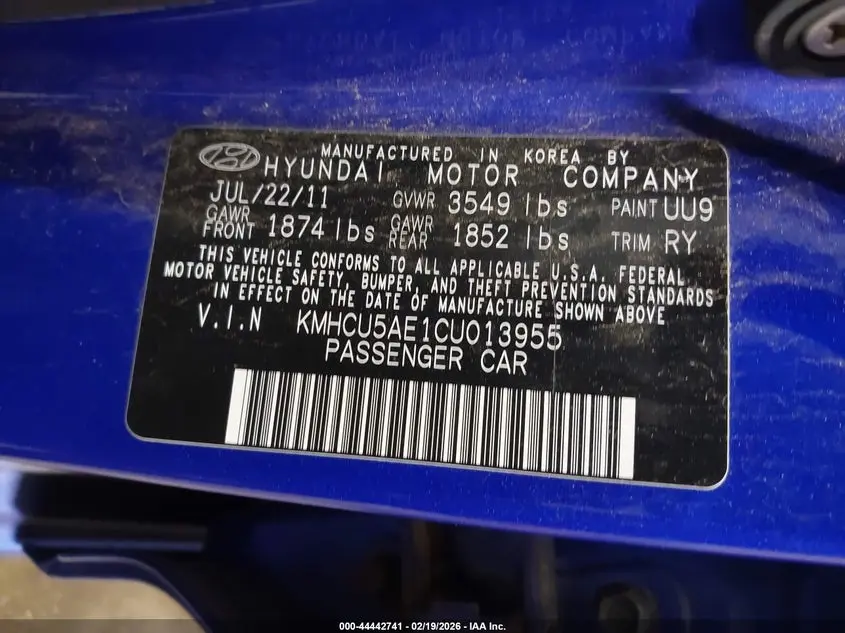 MANUFACTURED IN KOREA BY
HYUNDAI MOTOR COMPANY
JUL/22/11 GVWR 3549 lbs PAINT UU9
GAWR FRONT 1874 lbs GAWR REAR 1852 lbs TRIM RY
THIS VEHICLE CONFORMS TO ALL APPLICABLE U.S.A. FEDERAL
MOTOR VEHICLE SAFETY, BUMPER, AND THEFT PREVENTION STANDARDS
IN EFFECT ON THE DATE OF MANUFACTURE SHOWN ABOVE
V.I.N KMHCU5AE1CU013955
PASSENGER CAR
000-44442741 | 02/19/2026 - IAA Inc.